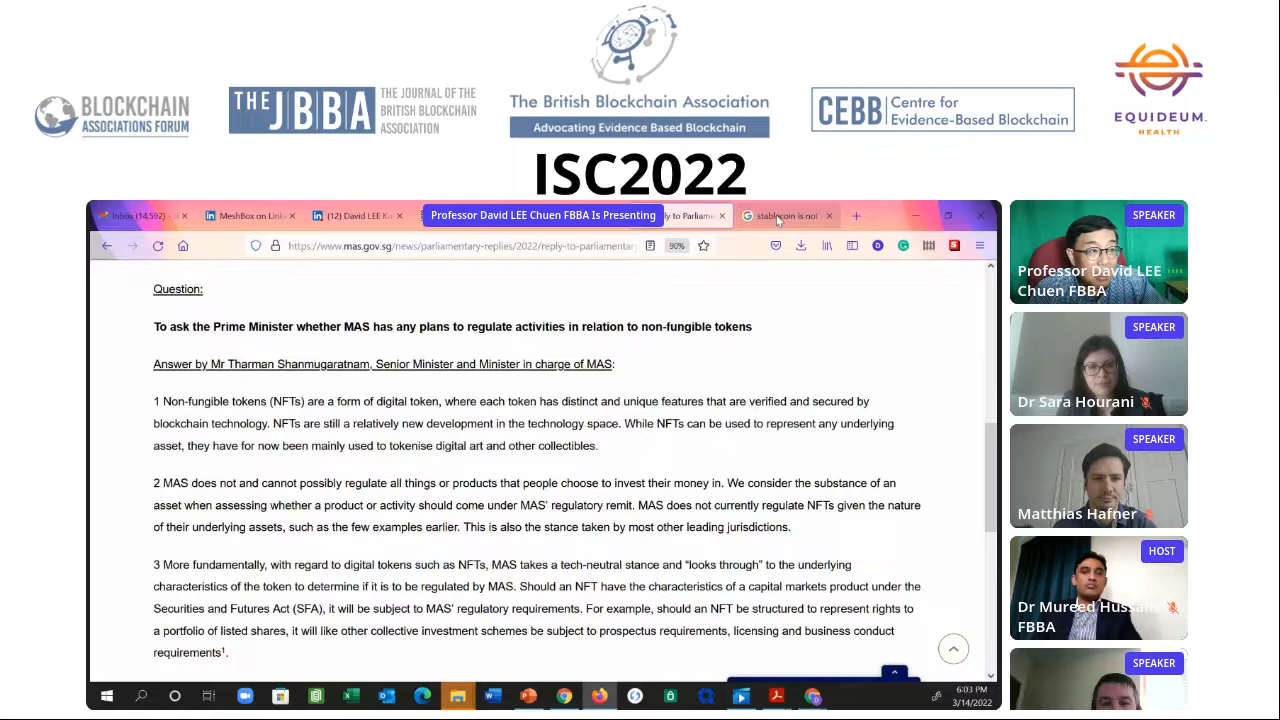 BLOCKCHAIN
ASSOCIATIONS FORUM
THE JBBA
THE JOURNAL OF THE
BRITISH BLOCKCHAIN
ASSOCIATION
The British Blockchain Association
Advocating Evidence Based Blockchain
CEBB
Centre for
Evidence-Based Blockchain
EQUIDEUM
HEALTH
ISC2022
Inbox (14,592) - d
MeshBox on Link
(12) David LEE Ku
Professor David LEE Chuen FBBA Is Presenting
ly to Parliame
stablecoin is not
https://www.mas.gov.sg/news/parliamentary-replies/2022/reply-to-parliamentary
90%
Question:
To ask the Prime Minister whether MAS has any plans to regulate activities in relation to non-fungible tokens
Answer by Mr Tharman Shanmugaratnam, Senior Minister and Minister in charge of MAS:
1 Non-fungible tokens (NFTs) are a form of digital token, where each token has distinct and unique features that are verified and secured by
blockchain technology. NFTs are still a relatively new development in the technology space. While NFTs can be used to represent any underlying
asset, they have for now been mainly used to tokenise digital art and other collectibles.
2 MAS does not and cannot possibly regulate all things or products that people choose to invest their money in. We consider the substance of an
asset when assessing whether a product or activity should come under MAS' regulatory remit. MAS does not currently regulate NFTs given the nature
of their underlying assets, such as the few examples earlier. This is also the stance taken by most other leading jurisdictions.
3 More fundamentally, with regard to digital tokens such as NFTs, MAS takes a tech-neutral stance and "looks through" to the underlying
characteristics of the token to determine if it is to be regulated by MAS. Should an NFT have the characteristics of a capital markets product under the
Securities and Futures Act (SFA), it will be subject to MAS' regulatory requirements. For example, should an NFT be structured to represent rights to
a portfolio of listed shares, it will like other collective investment schemes be subject to prospectus requirements, licensing and business conduct
requirements¹.
6:03 PM
3/14/2022
SPEAKER
Professor David LEE
Chuen FBBA
SPEAKER
Dr Sara Hourani
SPEAKER
Matthias Hafner
HOST
Dr Mureed Hussain
FBBA
SPEAKER